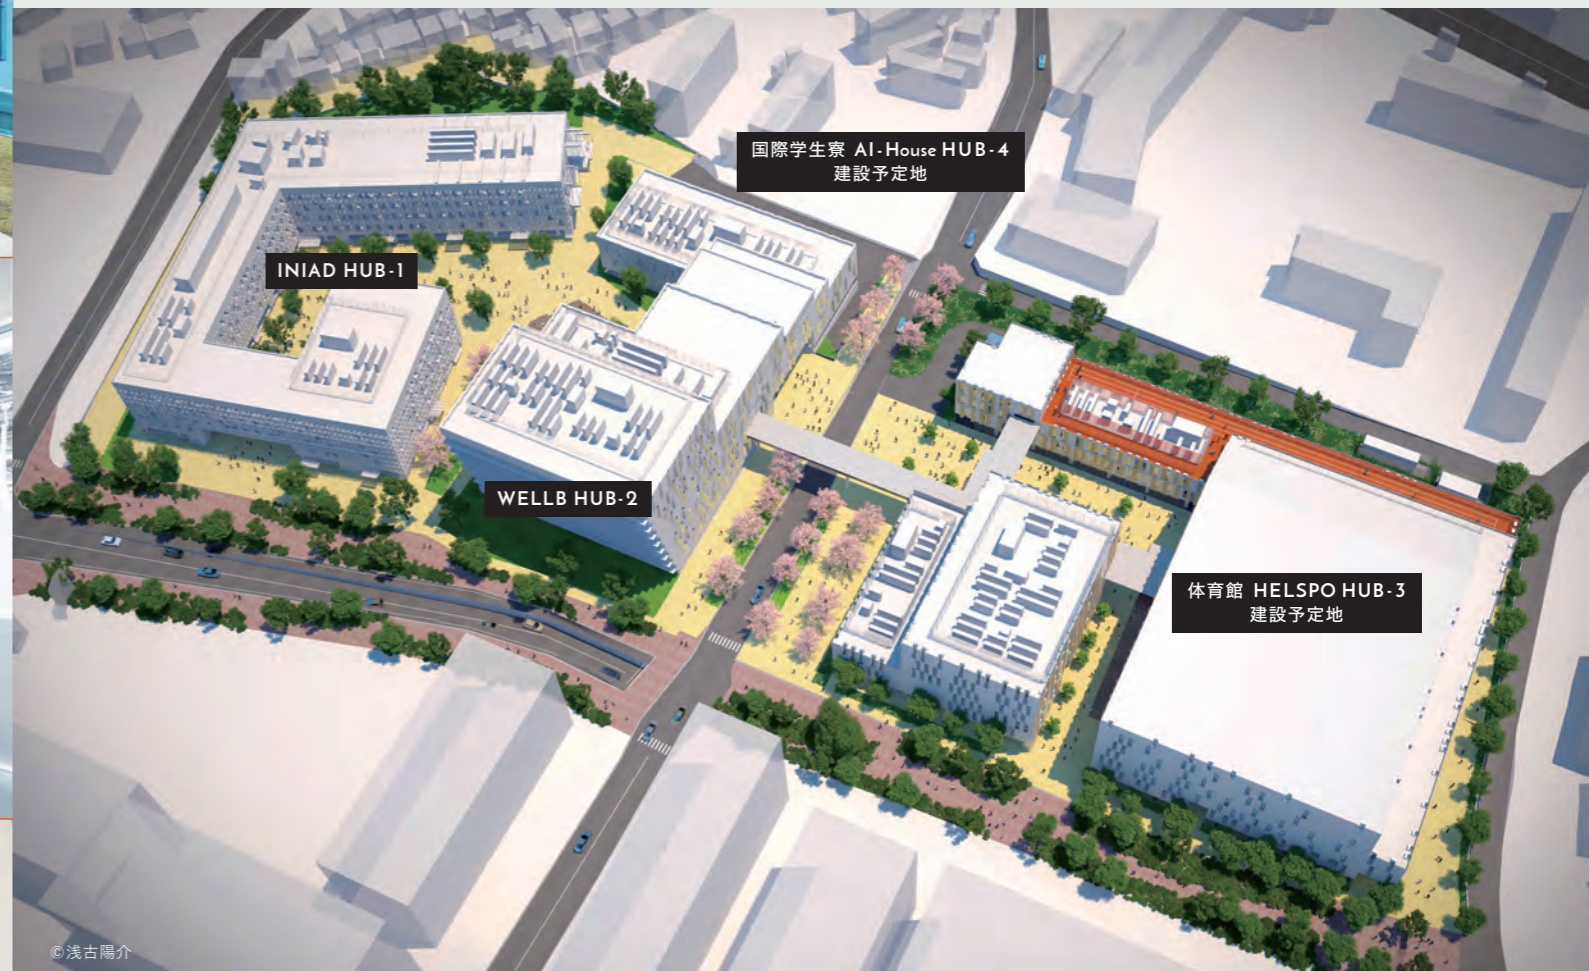 国際学生寮 AI-House HUB-4
建設予定地
INIAD HUB-1
WELLB HUB-2
体育館 HELSPO HUB-3
建設予定地
©浅古陽介